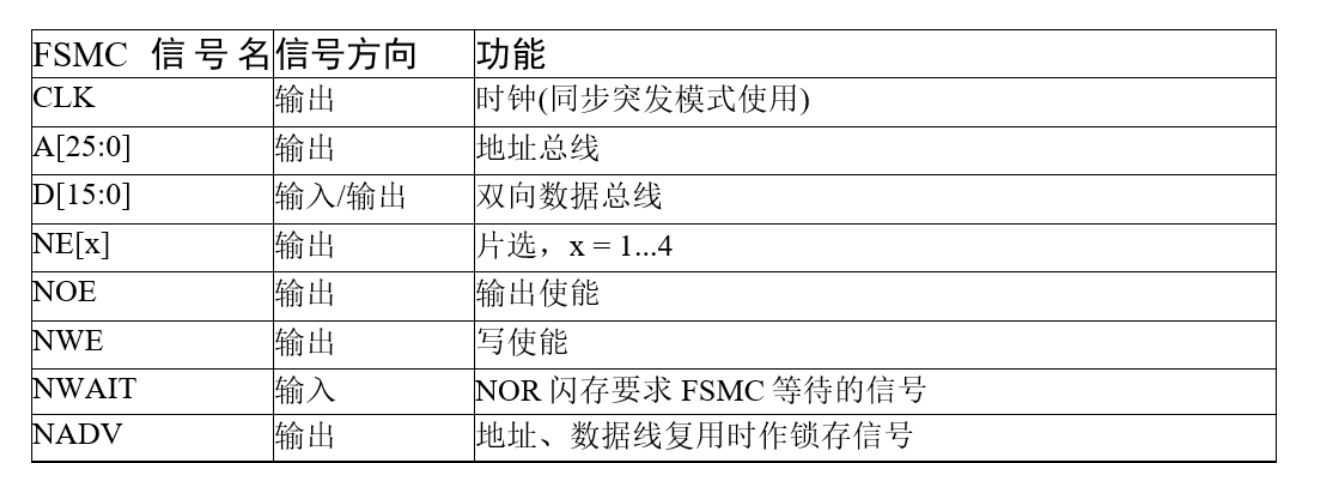 FSMC 信号名 信号方向 功能
CLK 输出 时钟(同步突发模式使用)
A[25:0] 输出 地址总线
D[15:0] 输入/输出 双向数据总线
NE[x] 输出 片选，x = 1...4
NOE 输出 输出使能
NWE 输出 写使能
NWAIT 输入 NOR 闪存要求 FSMC 等待的信号
NADV 输出 地址、数据线复用时作锁存信号